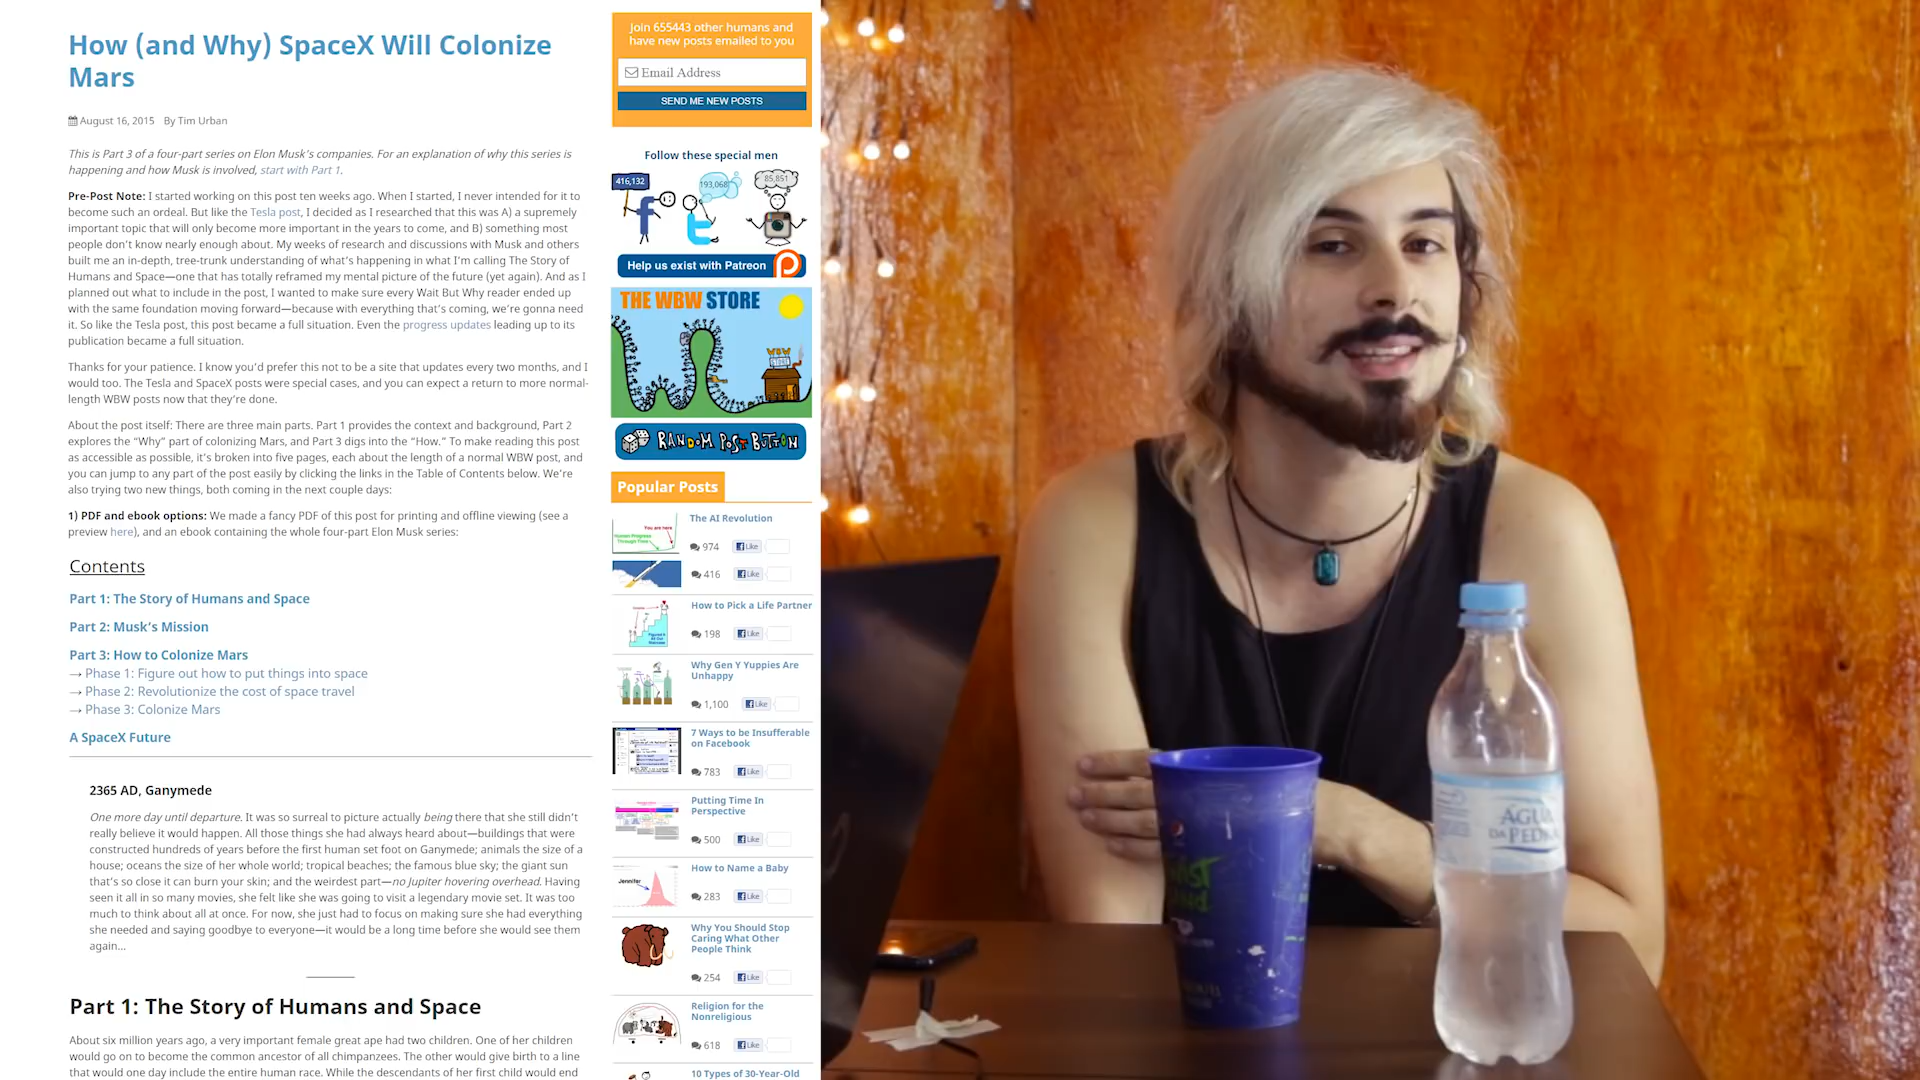 How (and Why) SpaceX Will Colonize
Mars
August 16, 2015 By Tim Urban
This is Part 3 of a four-part series on Elon Musk's companies. For an explanation of why this series is
happening and how Musk is involved, start with Part 1.
Pre-Post Note: I started working on this post ten weeks ago. When I started, I never intended for it to
become such an ordeal. But like the Tesla post, I decided as I researched that this was A) a supremely
important topic that will only become more important in the years to come, and B) something most
people don't know nearly enough about. My weeks of research and discussions with Musk and others
built me an in-depth, tree-trunk understanding of what's happening in what I'm calling The Story of
Humans and Space—one that has totally reframed my mental picture of the future (yet again). And as I
planned out what to include in the post, I wanted to make sure every Wait But Why reader ended up
with the same foundation moving forward—because with everything that's coming, we're gonna need
it. So like the Tesla post, this post became a full situation. Even the progress updates leading up to its
publication became a full situation.
Thanks for your patience. I know you'd prefer this not to be a site that updates every two months, and I
would too. The Tesla and SpaceX posts were special cases, and you can expect a return to more normal-
length WBW posts now that they're done.
About the post itself: There are three main parts. Part 1 provides the context and background, Part 2
explores the "Why" part of colonizing Mars, and Part 3 digs into the "How." To make reading this post
as accessible as possible, it's broken into five pages, each about the length of a normal WBW post, and
you can jump to any part of the post easily by clicking the links in the Table of Contents below. We're
also trying two new things, both coming in the next couple days:
1) PDF and ebook options: We made a fancy PDF of this post for printing and offline viewing (see a
preview here), and an ebook containing the whole four-part Elon Musk series:
Contents
Part 1: The Story of Humans and Space
Part 2: Musk's Mission
Part 3: How to Colonize Mars
→ Phase 1: Figure out how to put things into space
→ Phase 2: Revolutionize the cost of space travel
→ Phase 3: Colonize Mars
A SpaceX Future
2365 AD, Ganymede
One more day until departure. It was so surreal to picture actually being there that she still didn't
really believe it would happen. All those things she had always heard about—buildings that were
constructed hundreds of years before the first human set foot on Ganymede; animals the size of a
house; oceans the size of her whole world; tropical beaches; the famous blue sky; the giant sun
that's so close it can burn your skin; and the weirdest part—no Jupiter hovering overhead. Having
seen it all in so many movies, she felt like she was going to visit a legendary movie set. It was too
much to think about all at once. For now, she just had to focus on making sure she had everything
she needed and saying goodbye to everyone—it would be a long time before she would see them
again...
Part 1: The Story of Humans and Space
About six million years ago, a very important female great ape had two children. One of her children
would go on to become the common ancestor of all chimpanzees. The other would give birth to a line
that would one day include the entire human race. While the descendants of her first child would end
Join 655443 other humans and
have new posts emailed to you
Email Address
SEND ME NEW POSTS
Follow these special men
416,132
193,068
85,851
Help us exist with Patreon
THE WBW STORE
RANDOM POST BUTTON
Popular Posts
The AI Revolution
You are here
Human Progress
Through Time
974 Like
416 Like
How to Pick a Life Partner
198 Like
Why Gen Y Yuppies Are
Unhappy
1,100 Like
7 Ways to be Insufferable
on Facebook
783 Like
Putting Time In
Perspective
500 Like
How to Name a Baby
Jennifer
283 Like
Why You Should Stop
Caring What Other
People Think
254 Like
Religion for the
Nonreligious
618 Like
10 Types of 30-Year-Old
ÁGUA
DA PEDRA